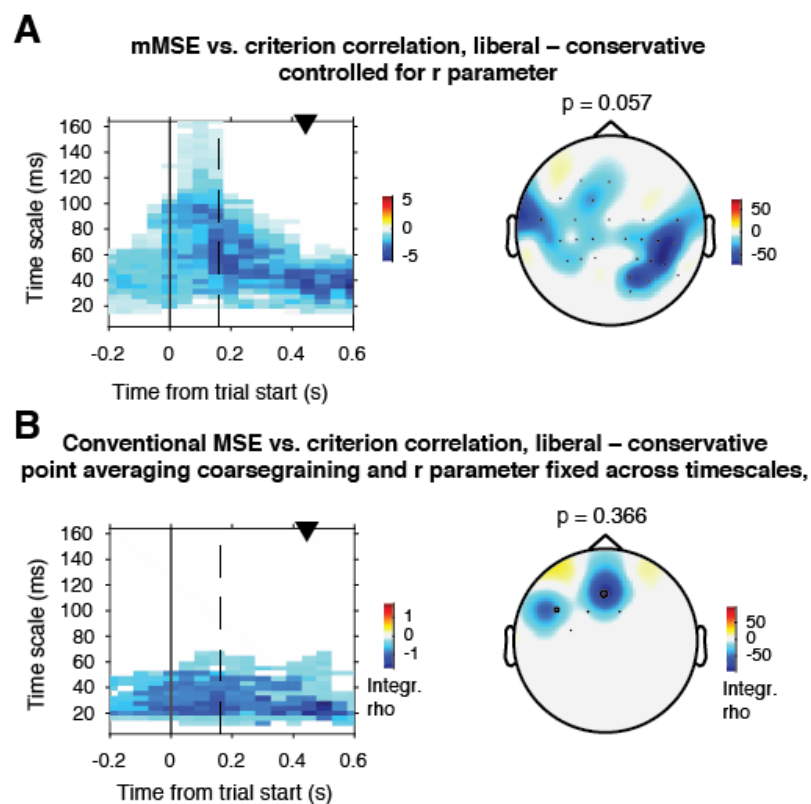 A
mMSE vs. criterion correlation, liberal – conservative
controlled for r parameter
p = 0.057
Time scale (ms)
160
140
120
100
80
60
40
20
-0.2 0 0.2 0.4 0.6
Time from trial start (s)
5
0
-5
50
0
-50
B
Conventional MSE vs. criterion correlation, liberal – conservative
point averaging coarsegraining and r parameter fixed across timescales,
p = 0.366
Time scale (ms)
160
140
120
100
80
60
40
20
-0.2 0 0.2 0.4 0.6
Time from trial start (s)
1
0
-1
Integr.
rho
50
0
-50
Integr.
rho